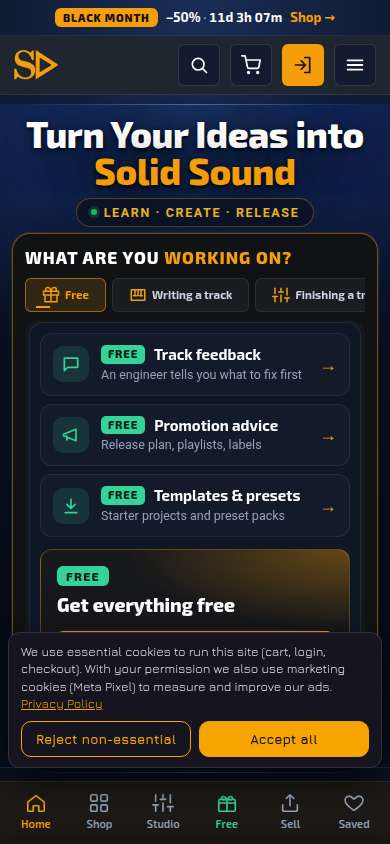 BLACK MONTH −50% · 11d 3h 07m Shop →
Turn Your Ideas into
Solid Sound
LEARN · CREATE · RELEASE
WHAT ARE YOU WORKING ON?
Free Writing a track Finishing a tr
FREE Track feedback
An engineer tells you what to fix first →
FREE Promotion advice
Release plan, playlists, labels →
FREE Templates & presets
Starter projects and preset packs →
FREE
Get everything free
We use essential cookies to run this site (cart, login,
checkout). With your permission we also use marketing
cookies (Meta Pixel) to measure and improve our ads.
Privacy Policy
Reject non-essential Accept all
Home Shop Studio Free Sell Saved